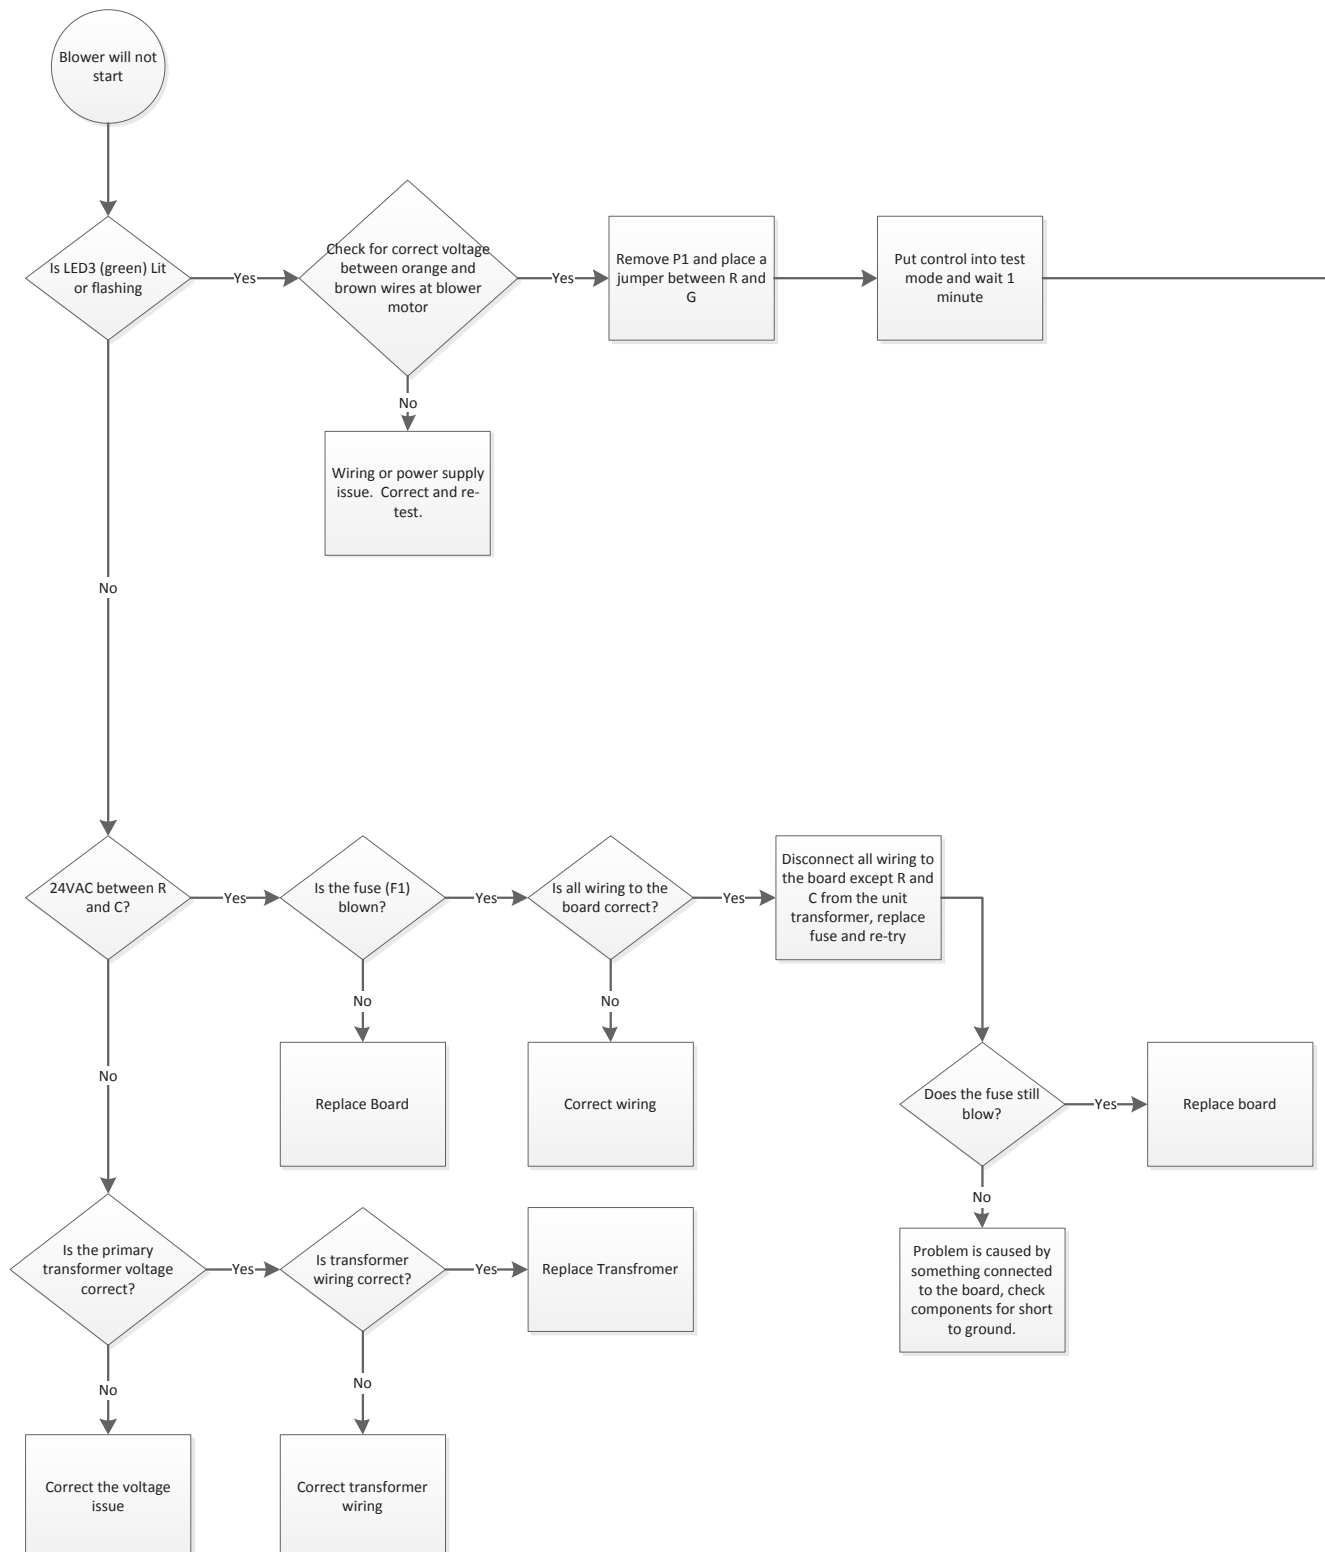 Blower will not
start
Is LED3 (green) Lit
or flashing
Yes
Check for correct voltage
between orange and
brown wires at blower
motor
Yes
Remove P1 and place a
jumper between R and
G
Put control into test
mode and wait 1
minute
No
Wiring or power supply
issue.  Correct and re-
test.
No
24VAC between R
and C?
Yes
Is the fuse (F1)
blown?
Yes
Is all wiring to the
board correct?
Yes
Disconnect all wiring to
the board except R and
C from the unit
transformer, replace
fuse and re-try
No
No
No
Replace Board
Correct wiring
Does the fuse still
blow?
Yes
Replace board
No
Is the primary
transformer voltage
correct?
Yes
Is transformer
wiring correct?
Yes
Replace Transfromer
Problem is caused by
something connected
to the board, check
components for short
to ground.
No
No
Correct the voltage
issue
Correct transformer
wiring